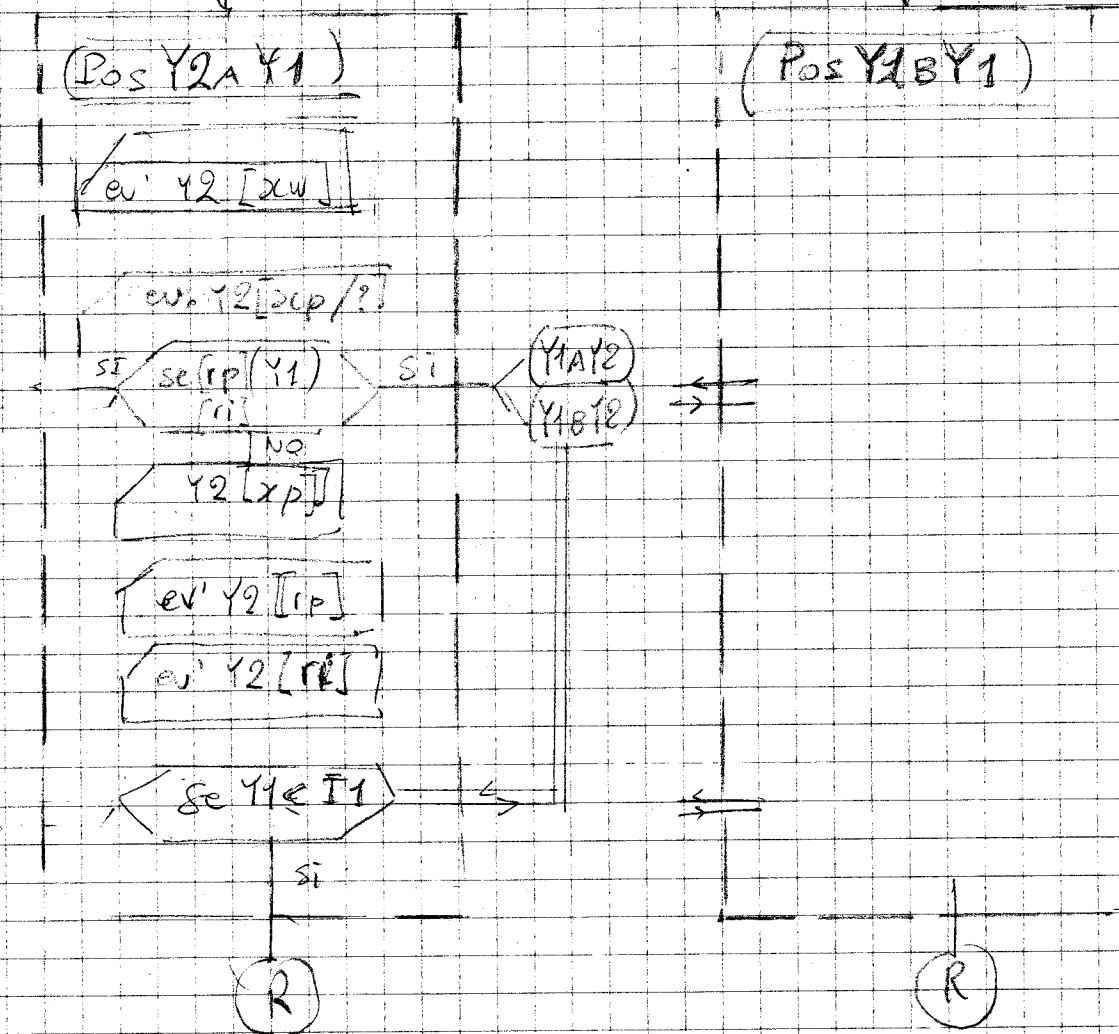 (Pos Y2A Y1)
(Pos Y1B Y1)
ev' Y2 [xw]
ev. Y2 [xp/?]
SI
se [rp] (Y1)
[ri]
Si
(Y1AY2)
(Y1BY2)
NO
Y2 [xp]
ev' Y2 [rp]
ev' Y2 [ri]
Se Y1 < I1
Si
R
R